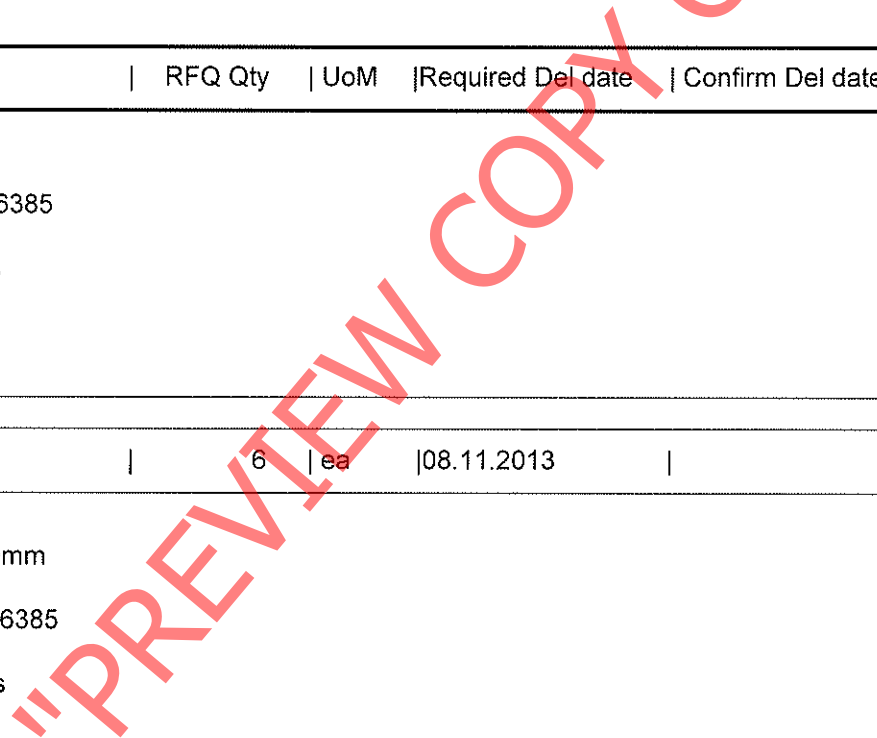 | RFQ Qty | UoM |Required Del date | Confirm Del date
6385
| 6 | ea |08.11.2013 |
mm
6385
s
"PREVIEW COPY